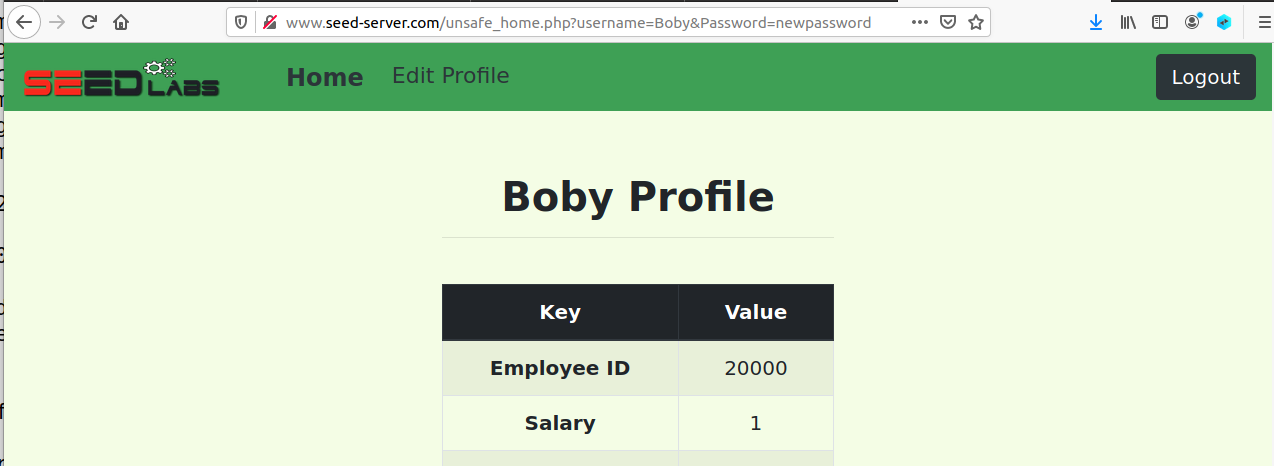 www.seed-server.com/unsafe_home.php?username=Boby&Password=newpassword
SEED LABS Home Edit Profile Logout
Boby Profile
Key Value
Employee ID 20000
Salary 1